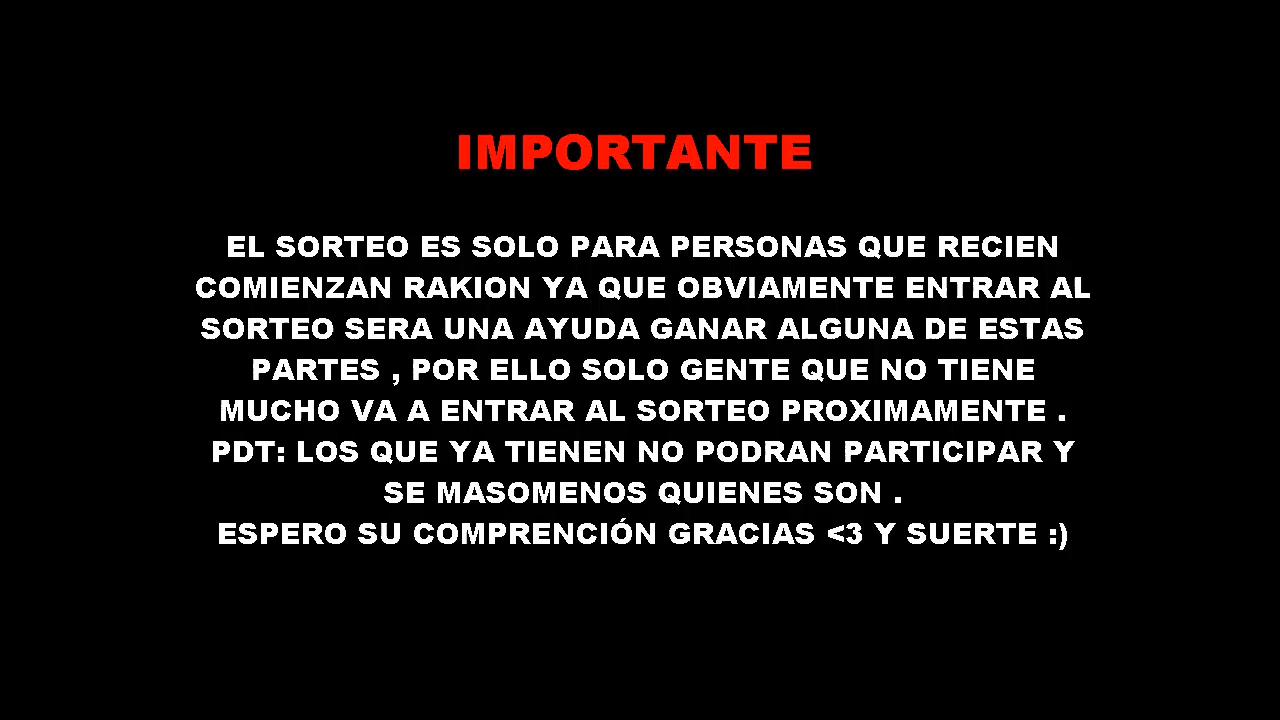 IMPORTANTE
EL SORTEO ES SOLO PARA PERSONAS QUE RECIEN
COMIENZAN RAKION YA QUE OBVIAMENTE ENTRAR AL
SORTEO SERA UNA AYUDA GANAR ALGUNA DE ESTAS
PARTES , POR ELLO SOLO GENTE QUE NO TIENE
MUCHO VA A ENTRAR AL SORTEO PROXIMAMENTE .
PDT: LOS QUE YA TIENEN NO PODRAN PARTICIPAR Y
SE MASOMENOS QUIENES SON .
ESPERO SU COMPRENCIÓN GRACIAS <3 Y SUERTE :)